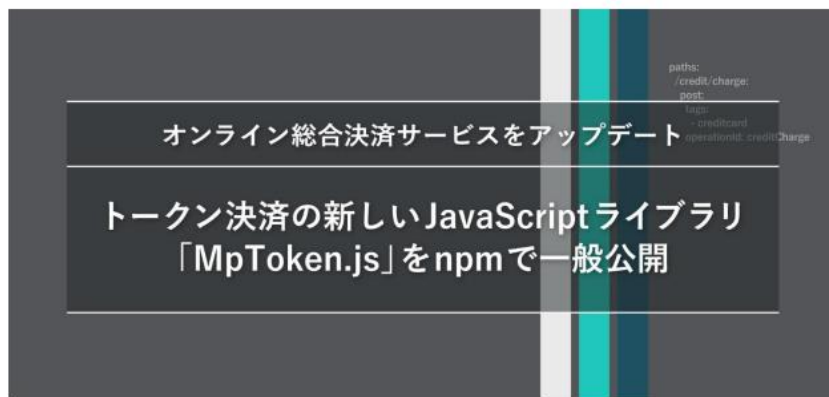 paths:
/credit/charge:
post:
tags:
- creditcard
operationId: creditCharge
オンライン総合決済サービスをアップデート
トークン決済の新しいJavaScriptライブラリ
「MpToken.js」をnpmで一般公開